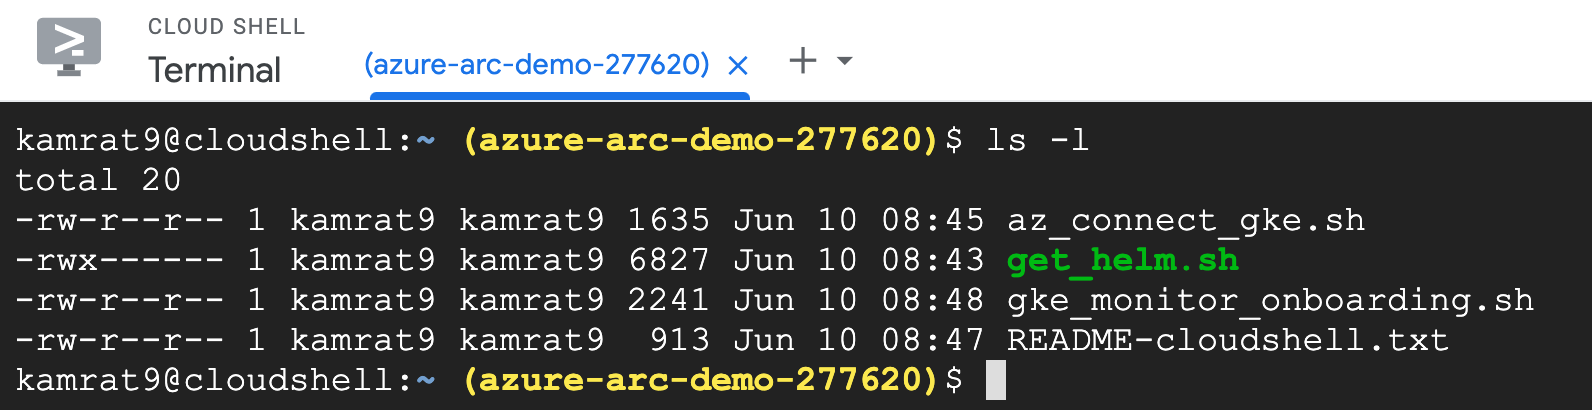 CLOUD SHELL
Terminal (azure-arc-demo-277620)
kamrat9@cloudshell:~ (azure-arc-demo-277620)$ ls -l
total 20
-rw-r--r-- 1 kamrat9 kamrat9 1635 Jun 10 08:45 az_connect_gke.sh
-rwx------ 1 kamrat9 kamrat9 6827 Jun 10 08:43 get_helm.sh
-rw-r--r-- 1 kamrat9 kamrat9 2241 Jun 10 08:48 gke_monitor_onboarding.sh
-rw-r--r-- 1 kamrat9 kamrat9  913 Jun 10 08:47 README-cloudshell.txt
kamrat9@cloudshell:~ (azure-arc-demo-277620)$